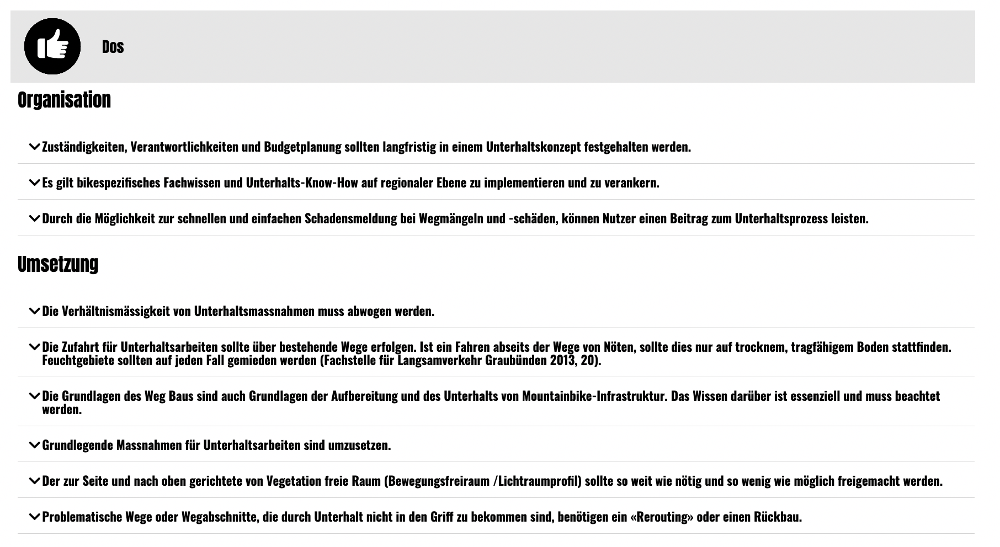 Dos
Organisation
Zuständigkeiten, Verantwortlichkeiten und Budgetplanung sollten langfristig in einem Unterhaltskonzept festgehalten werden.
Es gilt bikespezifisches Fachwissen und Unterhalts-Know-How auf regionaler Ebene zu implementieren und zu verankern.
Durch die Möglichkeit zur schnellen und einfachen Schadensmeldung bei Wegmängeln und -schäden, können Nutzer einen Beitrag zum Unterhaltsprozess leisten.
Umsetzung
Die Verhältnismässigkeit von Unterhaltsmassnahmen muss abwogen werden.
Die Zufahrt für Unterhaltsarbeiten sollte über bestehende Wege erfolgen. Ist ein Fahren abseits der Wege von Nöten, sollte dies nur auf trocknem, tragfähigem Boden stattfinden.
Feuchtgebiete sollten auf jeden Fall gemieden werden (Fachstelle für Langsamverkehr Graubünden 2013, 20).
Die Grundlagen des Weg Baus sind auch Grundlagen der Aufbereitung und des Unterhalts von Mountainbike-Infrastruktur. Das Wissen darüber ist essenziell und muss beachtet
werden.
Grundlegende Massnahmen für Unterhaltsarbeiten sind umzusetzen.
Der zur Seite und nach oben gerichtete von Vegetation freie Raum (Bewegungsfreiraum /Lichtraumprofil) sollte so weit wie nötig und so wenig wie möglich freigemacht werden.
Problematische Wege oder Wegabschnitte, die durch Unterhalt nicht in den Griff zu bekommen sind, benötigen ein «Rerouting» oder einen Rückbau.